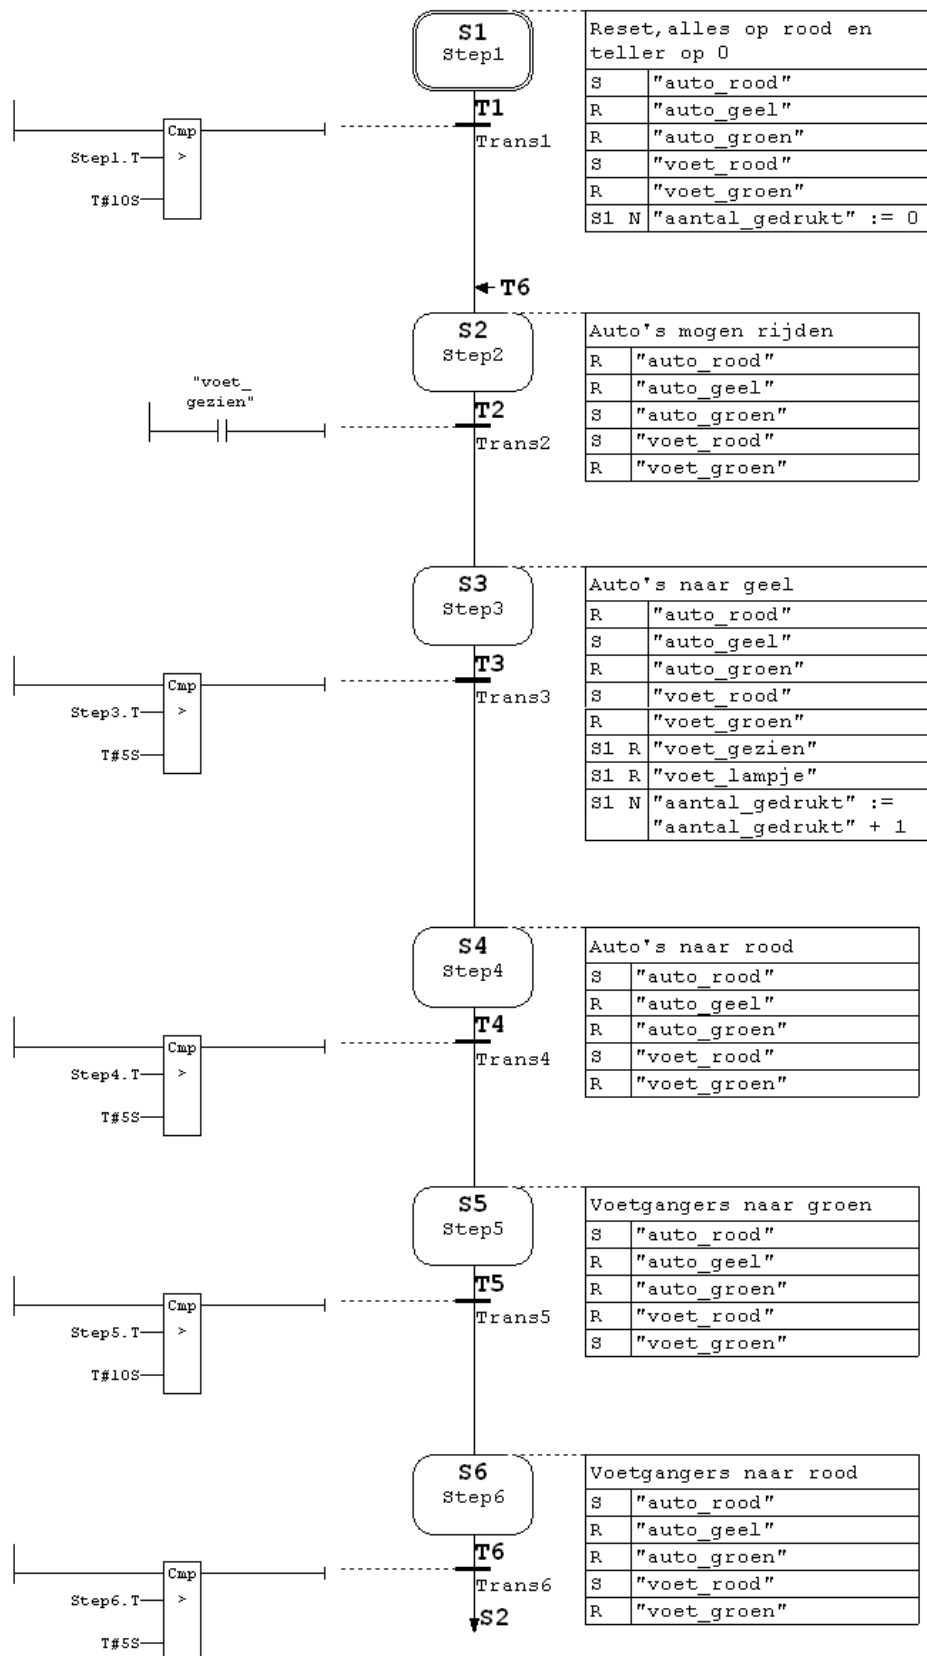 S1
Step1
Reset,alles op rood en
teller op 0
S "auto_rood"
R "auto_geel"
R "auto_groen"
S "voet_rood"
R "voet_groen"
S1 N "aantal_gedrukt" := 0
T1
Trans1
Cmp
Step1.T
>
T#10S
T6
S2
Step2
Auto's mogen rijden
R "auto_rood"
R "auto_geel"
S "auto_groen"
S "voet_rood"
R "voet_groen"
"voet_
gezien"
T2
Trans2
S3
Step3
Auto's naar geel
R "auto_rood"
S "auto_geel"
R "auto_groen"
S "voet_rood"
R "voet_groen"
S1 R "voet_gezien"
S1 R "voet_lampje"
S1 N "aantal_gedrukt" :=
"aantal_gedrukt" + 1
T3
Trans3
Cmp
Step3.T
>
T#5S
S4
Step4
Auto's naar rood
S "auto_rood"
R "auto_geel"
R "auto_groen"
S "voet_rood"
R "voet_groen"
T4
Trans4
Cmp
Step4.T
>
T#5S
S5
Step5
Voetgangers naar groen
S "auto_rood"
R "auto_geel"
R "auto_groen"
R "voet_rood"
S "voet_groen"
T5
Trans5
Cmp
Step5.T
>
T#10S
S6
Step6
Voetgangers naar rood
S "auto_rood"
R "auto_geel"
R "auto_groen"
S "voet_rood"
R "voet_groen"
T6
Trans6
Cmp
Step6.T
>
T#5S
S2